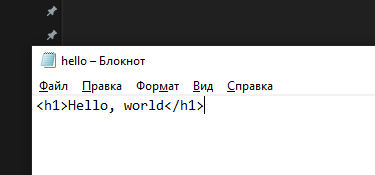 hello – Блокнот
Файл Правка Формат Вид Справка
<h1>Hello, world</h1>